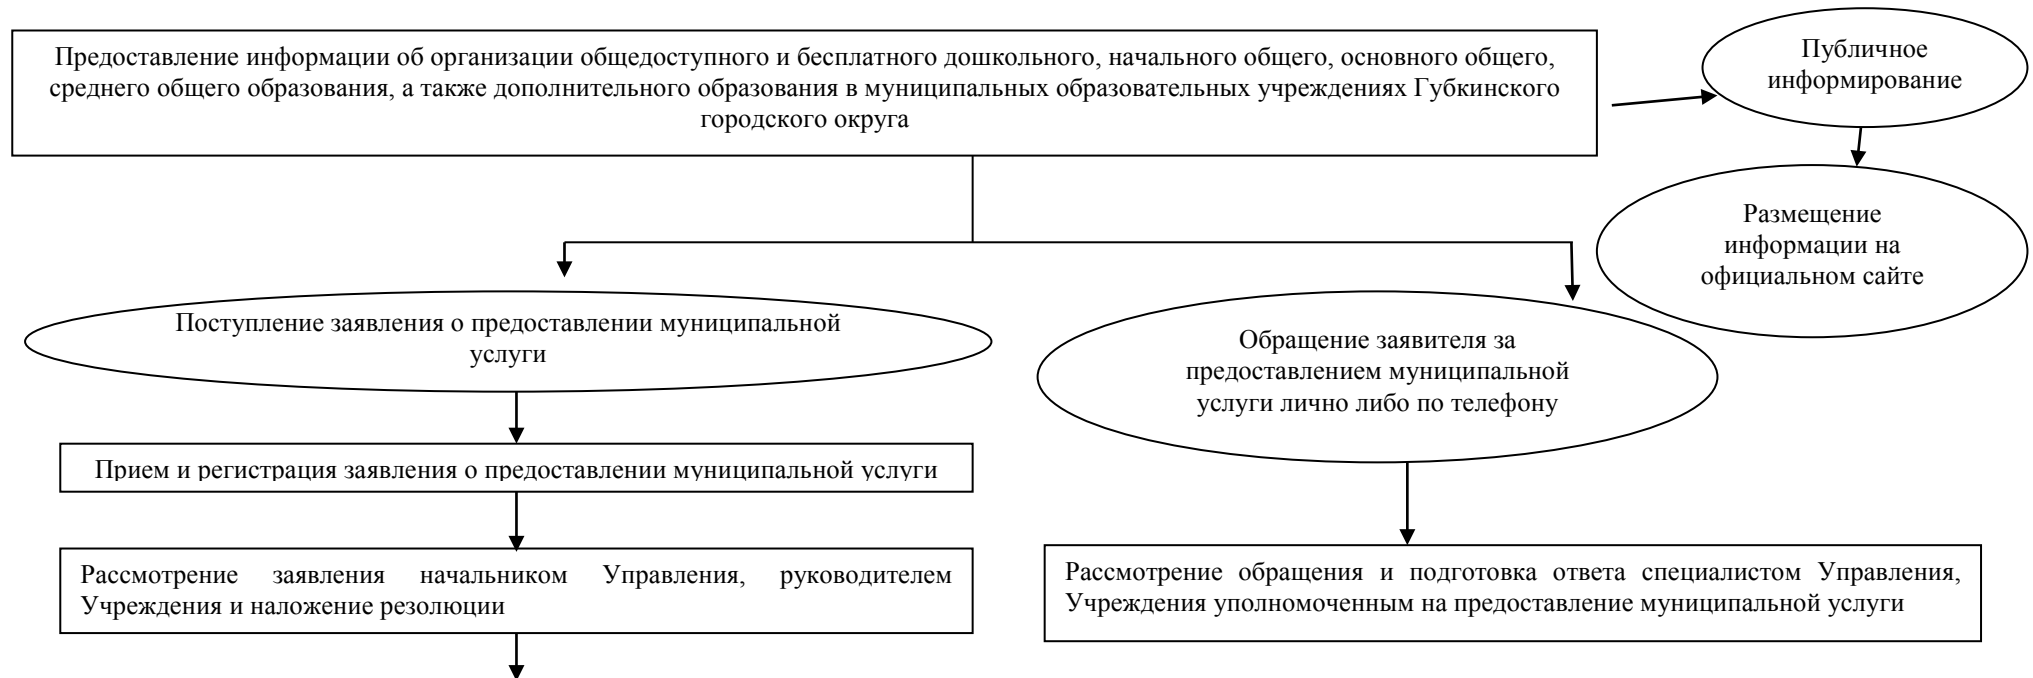 Предоставление информации об организации общедоступного и бесплатного дошкольного, начального общего, основного общего,
среднего общего образования, а также дополнительного образования в муниципальных образовательных учреждениях Губкинского
городского округа
Публичное
информирование
Размещение
информации на
официальном сайте
Поступление заявления о предоставлении муниципальной
услуги
Обращение заявителя за
предоставлением муниципальной
услуги лично либо по телефону
Прием и регистрация заявления о предоставлении муниципальной услуги
Рассмотрение заявления начальником Управления, руководителем
Учреждения и наложение резолюции
Рассмотрение обращения и подготовка ответа специалистом Управления,
Учреждения уполномоченным на предоставление муниципальной услуги